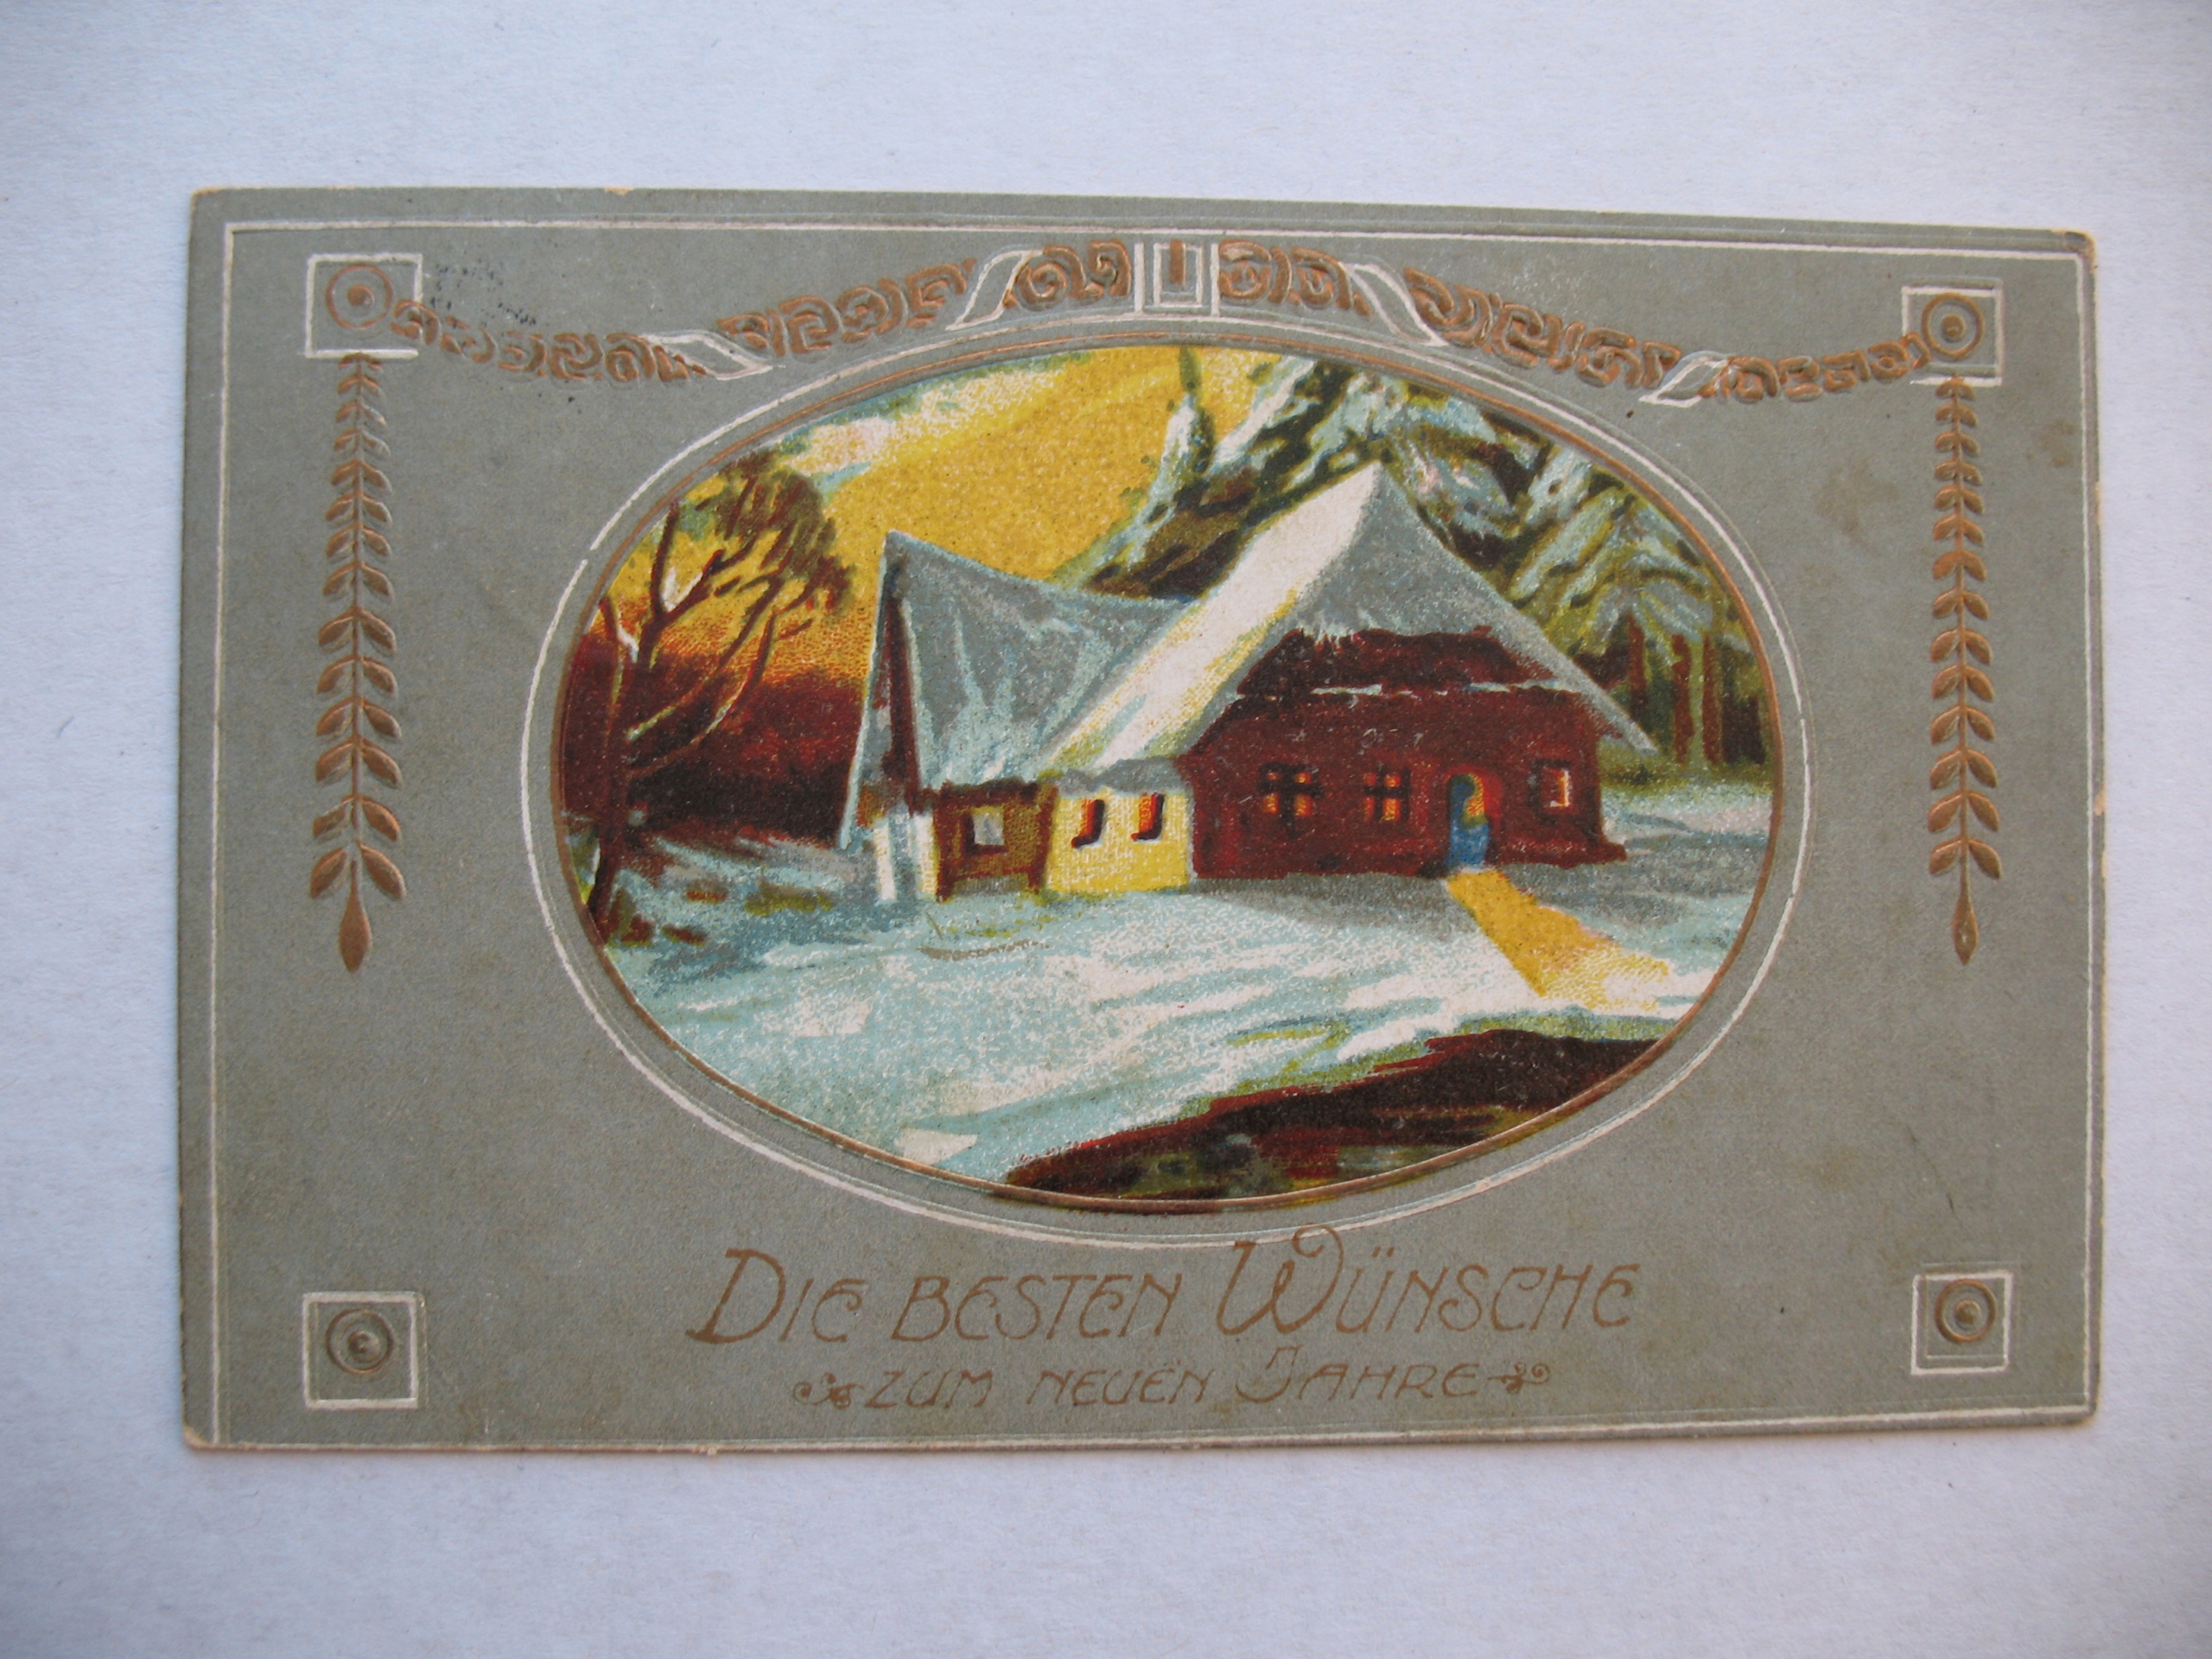 Die besten Wünsche
zum neuen Jahre